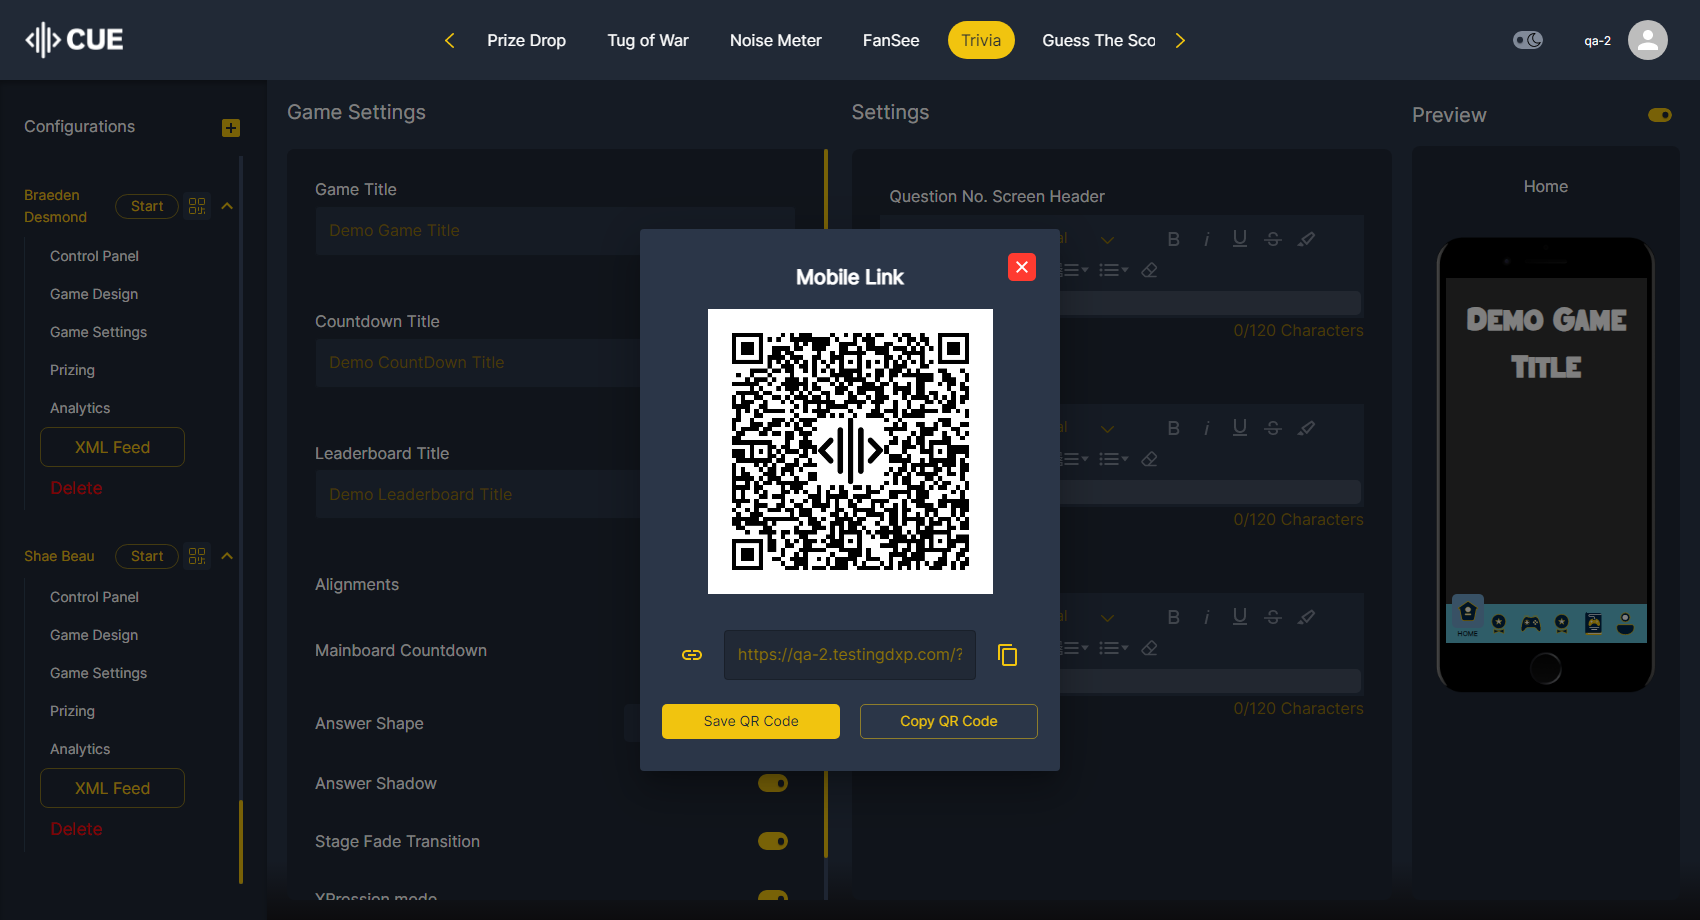 CUE
Prize Drop
Tug of War
Noise Meter
FanSee
Trivia
Guess The Sco
qa-2
Configurations
Braeden
Desmond
Start
Control Panel
Game Design
Game Settings
Prizing
Analytics
XML Feed
Delete
Shae Beau
Start
Control Panel
Game Design
Game Settings
Prizing
Analytics
XML Feed
Delete
Game Settings
Game Title
Demo Game Title
Countdown Title
Demo CountDown Title
Leaderboard Title
Demo Leaderboard Title
Alignments
Mainboard Countdown
Answer Shape
Answer Shadow
Stage Fade Transition
XPression mode
Mobile Link
https://qa-2.testingdxp.com/?
Save QR Code
Copy QR Code
Settings
Question No. Screen Header
al
B i U S
0/120 Characters
al
B i U S
0/120 Characters
al
B i U S
0/120 Characters
Preview
Home
Demo Game
Title
HOME